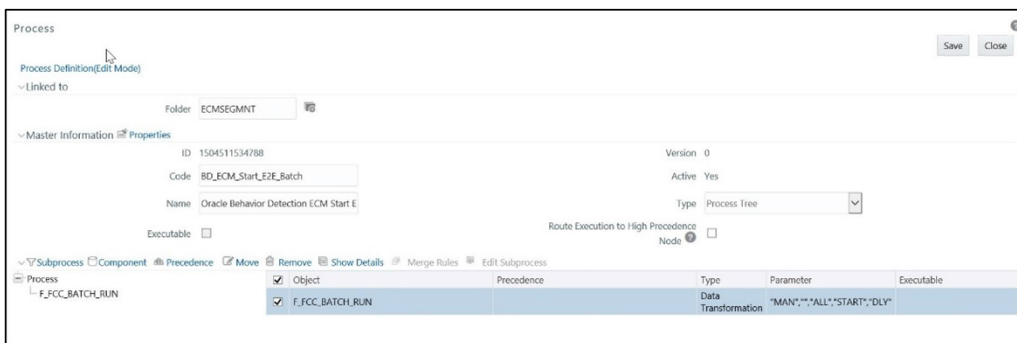 Process
Save Close
Process Definition(Edit Mode)
Linked to
Folder ECMSEGMNT
Master Information Properties
ID 1504511534788 Version 0
Code BD_ECM_Start_E2E_Batch Active Yes
Name Oracle Behavior Detection ECM Start E Type Process Tree
Executable Route Execution to High Precedence
Node
Subprocess Component Precedence Move Remove Show Details Merge Rules Edit Subprocess
Process Object Precedence Type Parameter Executable
F_FCC_BATCH_RUN F_FCC_BATCH_RUN Data
Transformation "MAN","","ALL","START","DLY"